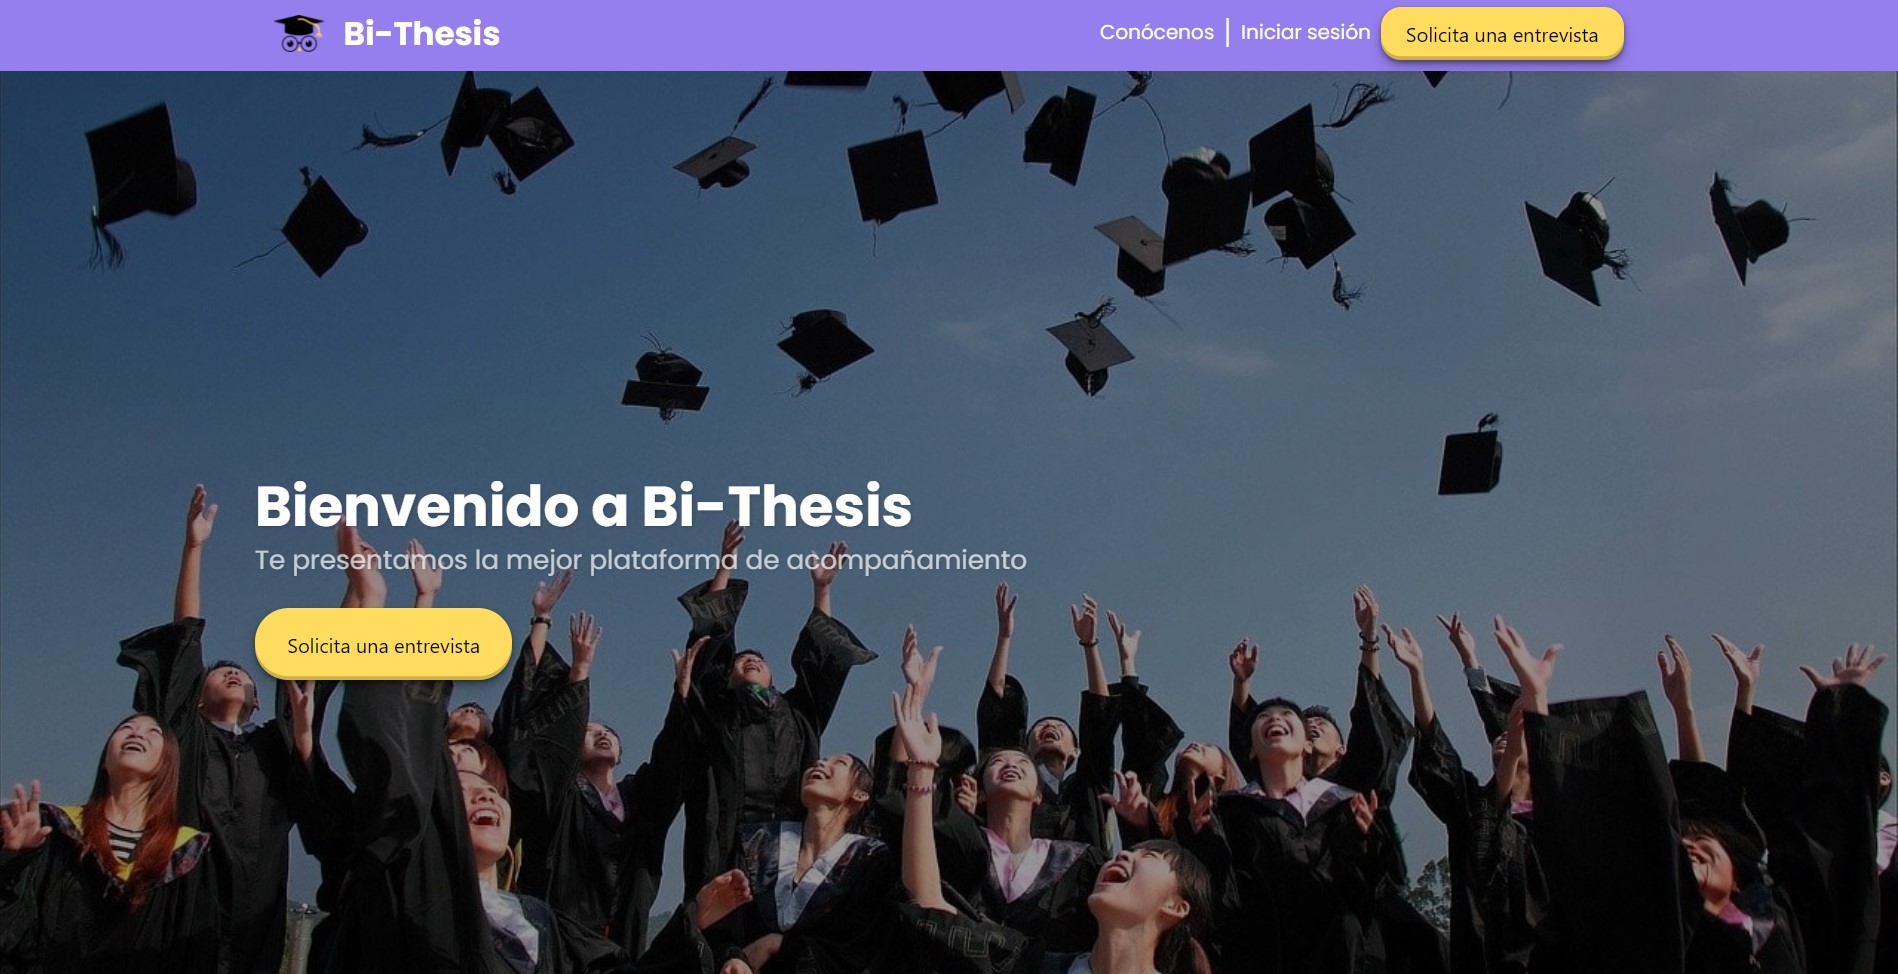 Bi-Thesis
Conócenos | Iniciar sesión Solicita una entrevista
Bienvenido a Bi-Thesis
Te presentamos la mejor plataforma de acompañamiento
Solicita una entrevista